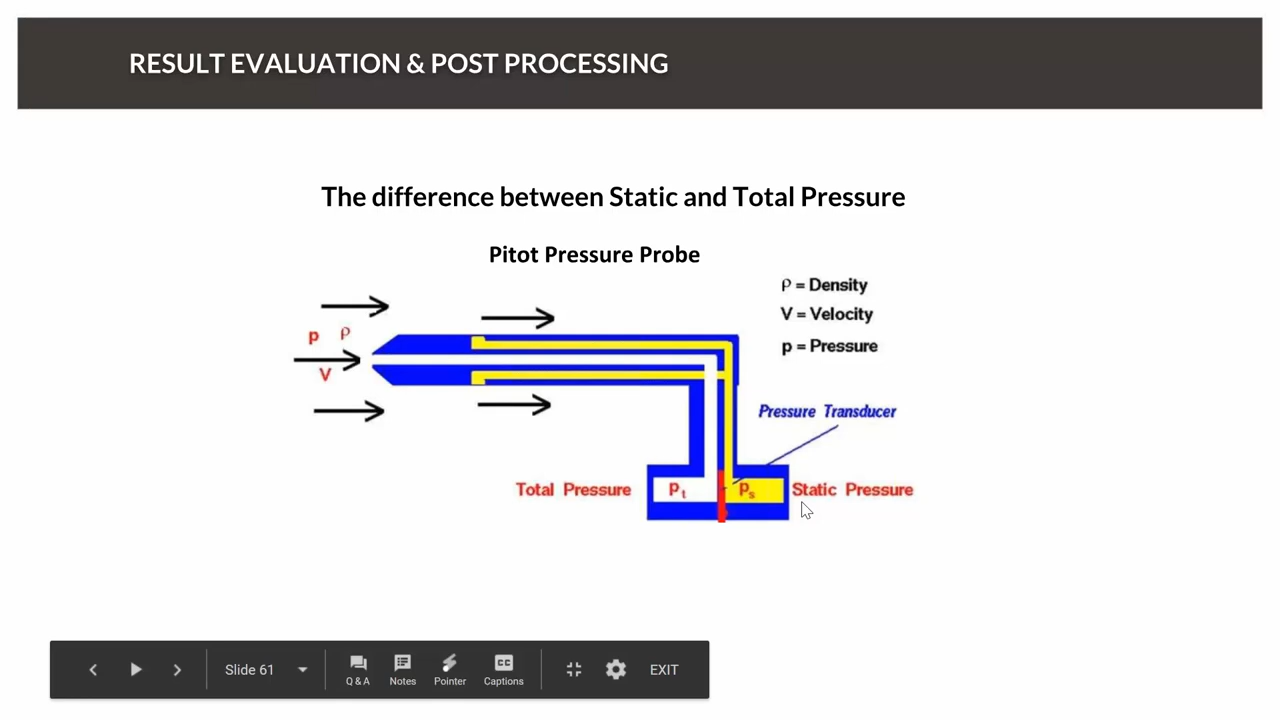 RESULT EVALUATION & POST PROCESSING
The difference between Static and Total Pressure
Pitot Pressure Probe
ρ = Density
V = Velocity
p = Pressure
p ρ
V
Pressure Transducer
Total Pressure
pt
ps
Static Pressure
Slide 61
Q & A
Notes
Pointer
CC
Captions
EXIT